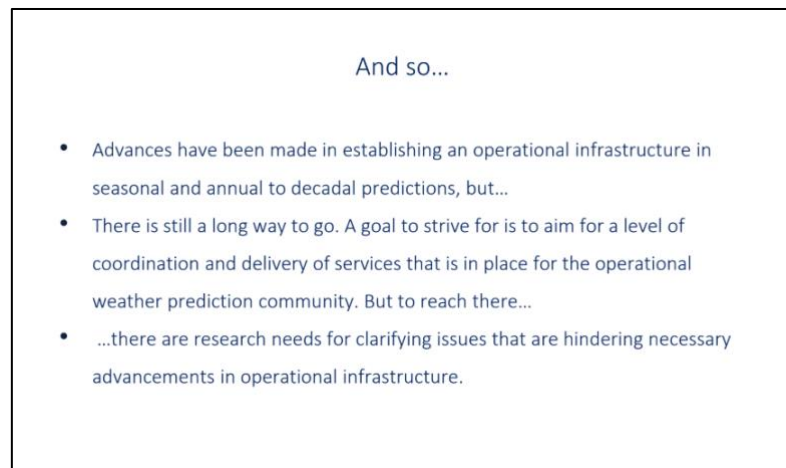 And so…
• Advances have been made in establishing an operational infrastructure in
seasonal and annual to decadal predictions, but…
• There is still a long way to go. A goal to strive for is to aim for a level of
coordination and delivery of services that is in place for the operational
weather prediction community. But to reach there…
• …there are research needs for clarifying issues that are hindering necessary
advancements in operational infrastructure.